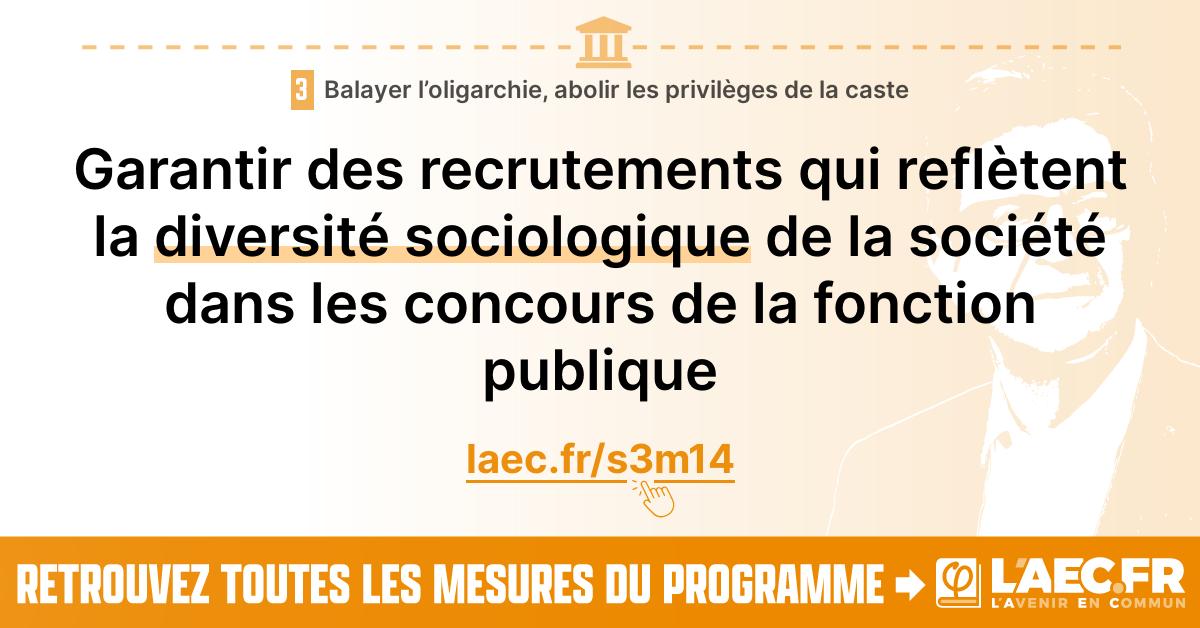 3 Balayer l’oligarchie, abolir les privilèges de la caste
Garantir des recrutements qui reflètent
la diversité sociologique de la société
dans les concours de la fonction
publique
laec.fr/s3m14
RETROUVEZ TOUTES LES MESURES DU PROGRAMME
L'AEC.FR
L'AVENIR EN COMMUN